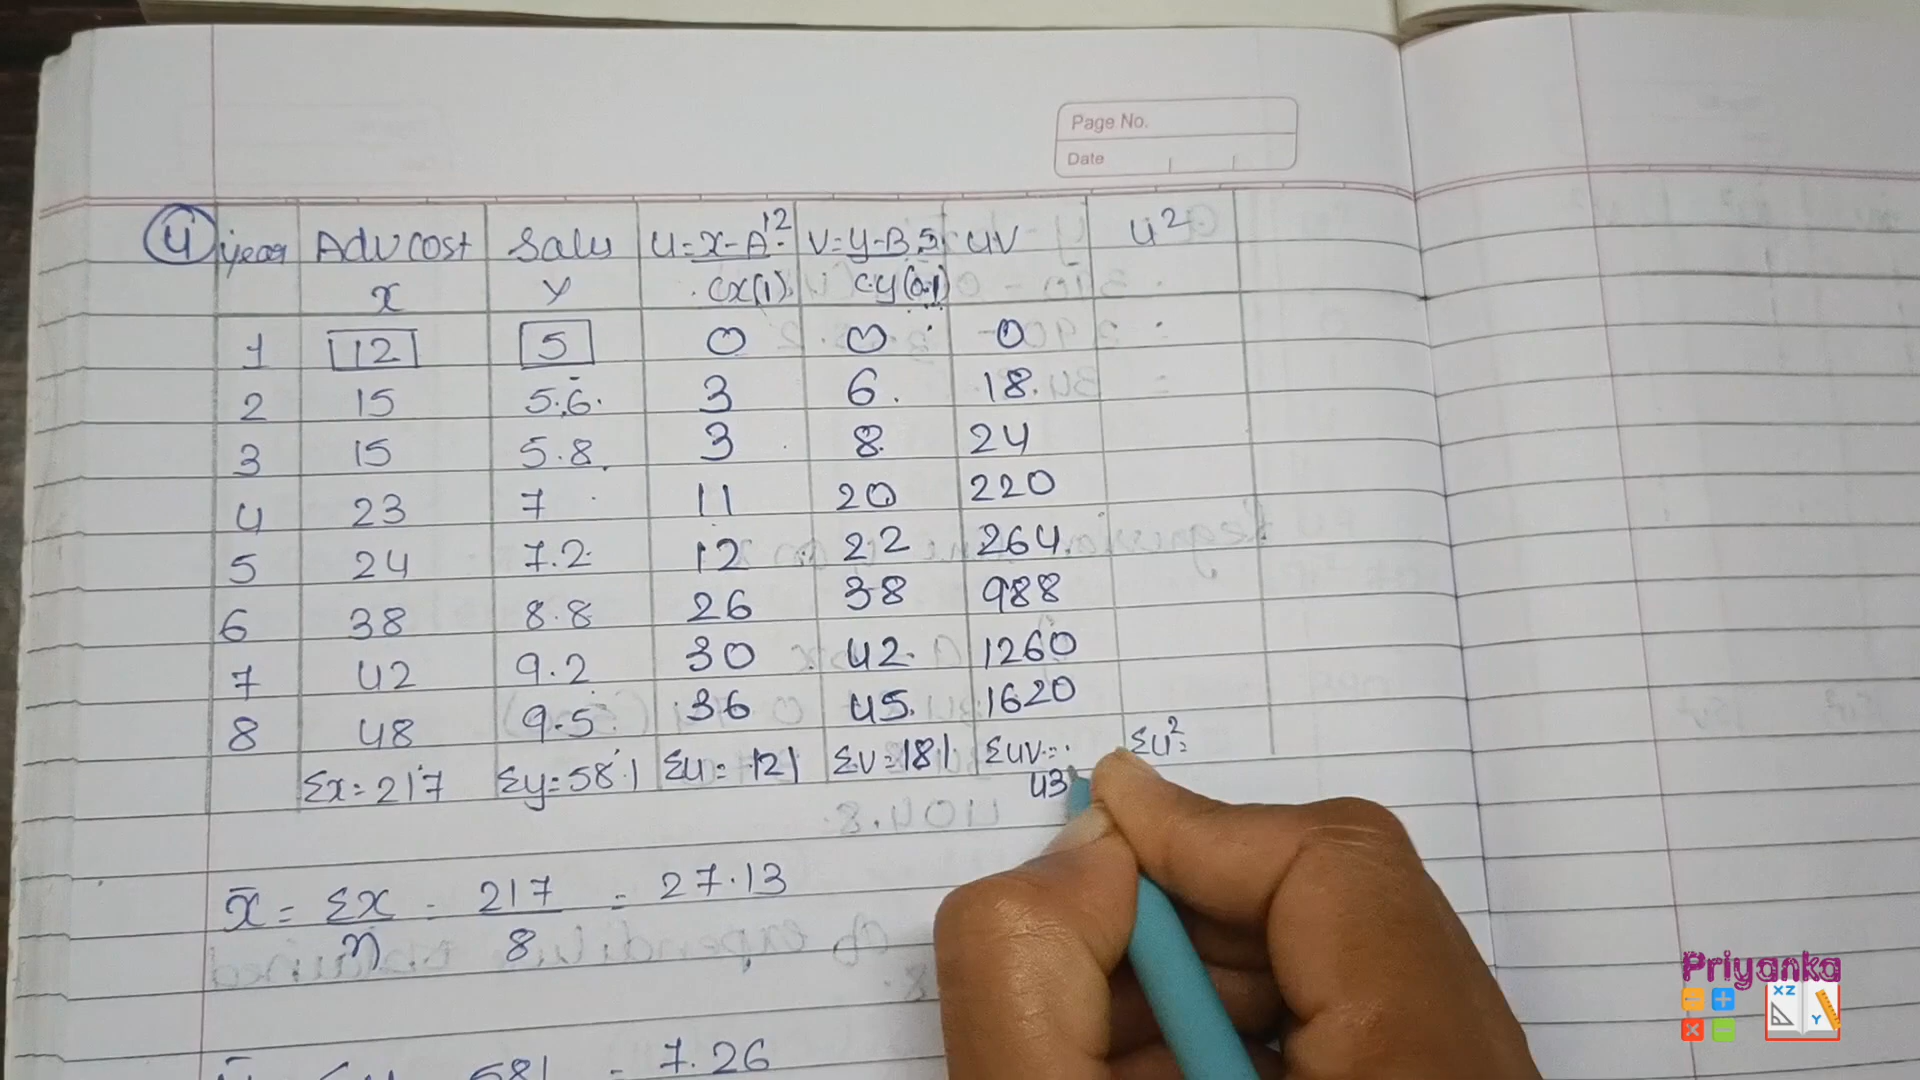 Page No.
Date
4 year Adv cost Sales U=x-A 12 V=y-B 5 uv u²
x y cx(1) cy(0.1)
1 12 5 0 0 0
2 15 5.6 3 6 18
3 15 5.8 3 8 24
4 23 7 11 20 220
5 24 7.2 12 22 264
6 38 8.8 26 38 988
7 42 9.2 30 42 1260
8 48 9.5 36 45 1620
Σx=217 Σy=58.1 Σu=121 Σv=181 Σuv= Σu²=
43
x̄ = Σx - 217 = 27.13
n 8
581 = 7.26
Priyanka
XZ
Y